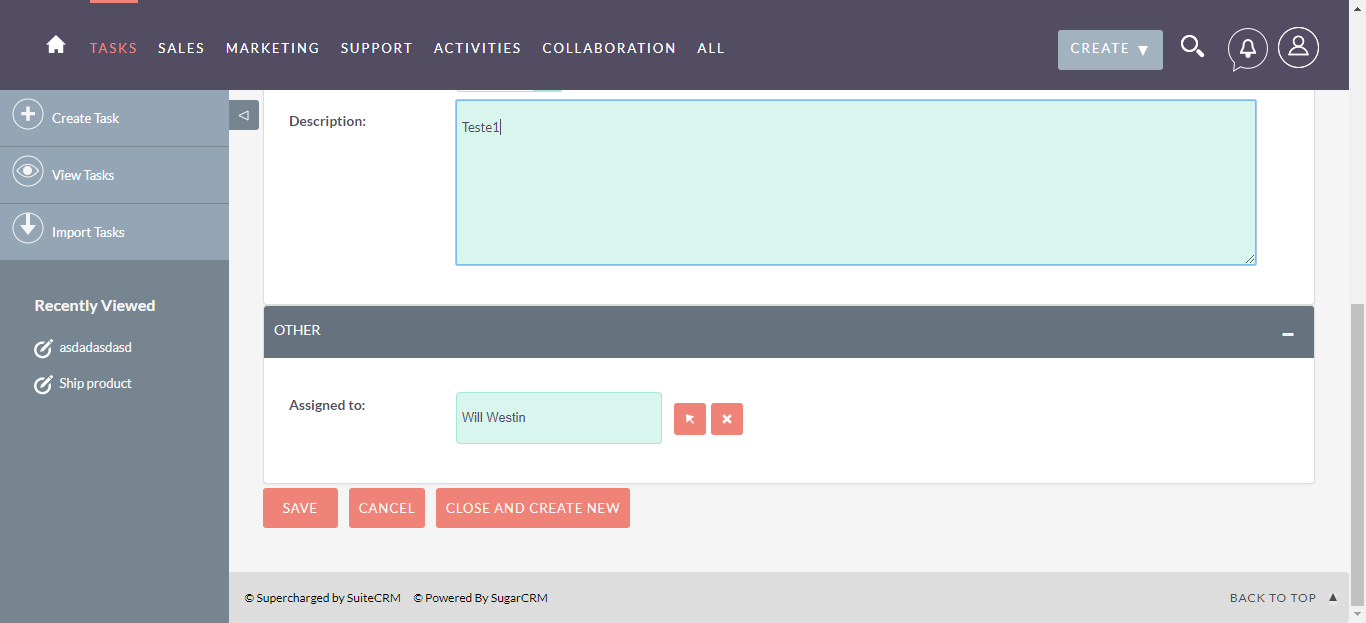 TASKS SALES MARKETING SUPPORT ACTIVITIES COLLABORATION ALL CREATE
Create Task
View Tasks
Import Tasks
Recently Viewed
asdadasdasd
Ship product
Description:
Teste1
OTHER
Assigned to:
Will Westin
SAVE CANCEL CLOSE AND CREATE NEW
© Supercharged by SuiteCRM © Powered By SugarCRM BACK TO TOP